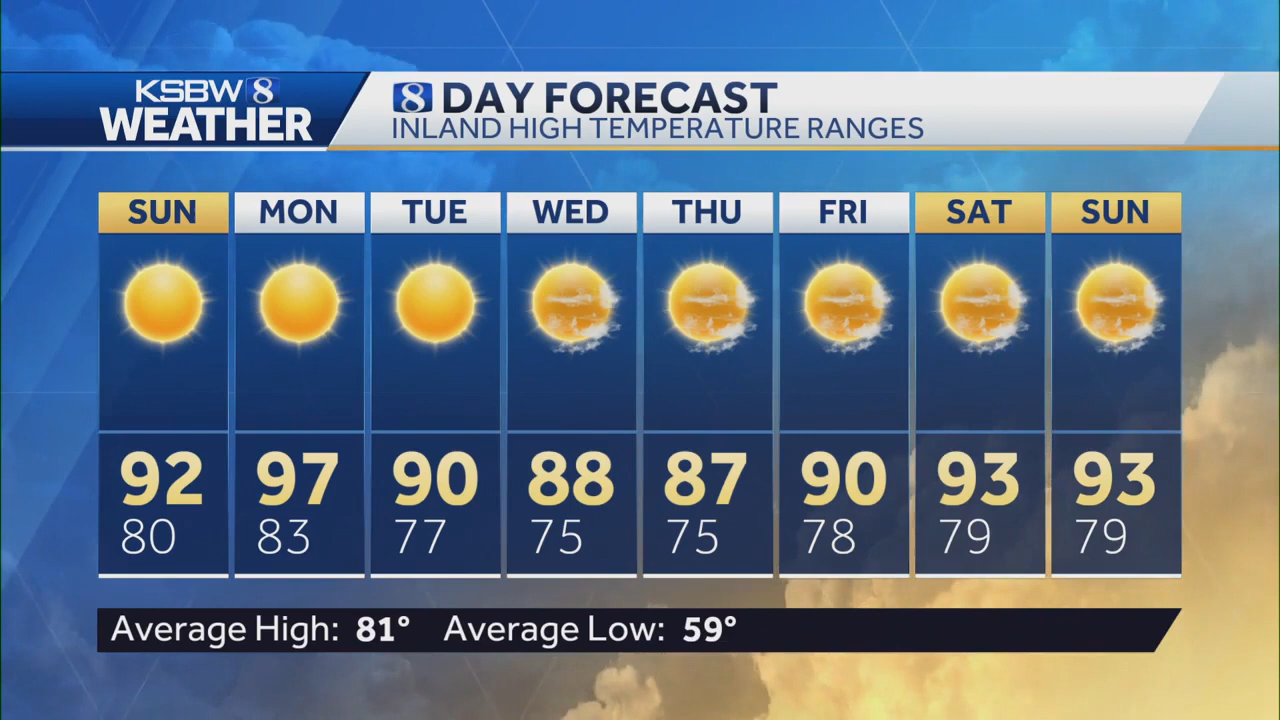 KSBW 8
WEATHER
8 DAY FORECAST
INLAND HIGH TEMPERATURE RANGES
SUN MON TUE WED THU FRI SAT SUN
92 97 90 88 87 90 93 93
80 83 77 75 75 78 79 79
Average High: 81° Average Low: 59°